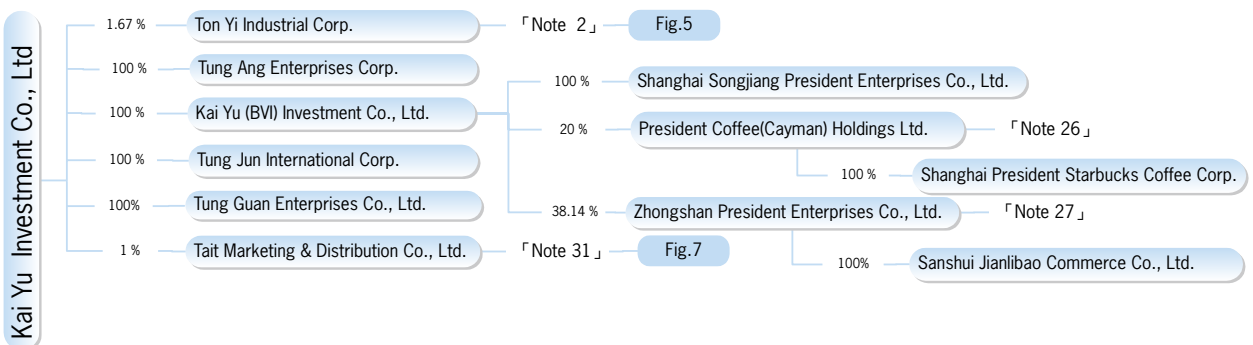 Kai Yu Investment Co., Ltd
1.67 % Ton Yi Industrial Corp. 「Note 2」 Fig.5
100 % Tung Ang Enterprises Corp.
100 % Kai Yu (BVI) Investment Co., Ltd.
100 % Tung Jun International Corp.
100% Tung Guan Enterprises Co., Ltd.
1 % Tait Marketing & Distribution Co., Ltd. 「Note 31」 Fig.7
100 % Shanghai Songjiang President Enterprises Co., Ltd.
20 % President Coffee(Cayman) Holdings Ltd. 「Note 26」
100 % Shanghai President Starbucks Coffee Corp.
38.14 % Zhongshan President Enterprises Co., Ltd. 「Note 27」
100% Sanshui Jianlibao Commerce Co., Ltd.